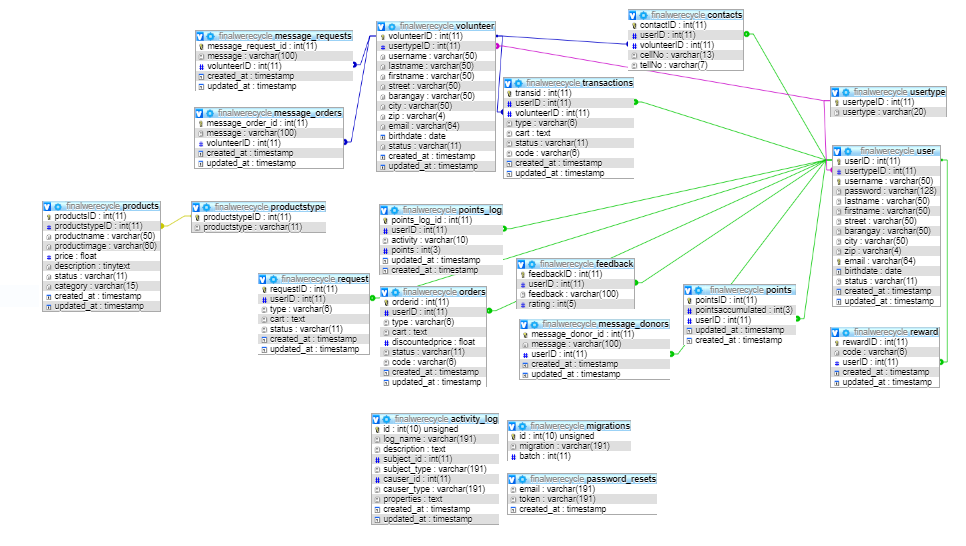 finalwerecycle.message_requests
message_request_id : int(11)
message : varchar(100)
volunteerID : int(11)
created_at : timestamp
updated_at : timestamp
finalwerecycle.message_orders
message_order_id : int(11)
message : varchar(100)
volunteerID : int(11)
created_at : timestamp
updated_at : timestamp
finalwerecycle.volunteer
volunteerID : int(11)
usertypeID : int(11)
username : varchar(50)
lastname : varchar(50)
firstname : varchar(50)
street : varchar(50)
barangay : varchar(50)
city : varchar(50)
zip : varchar(4)
email : varchar(64)
birthdate : date
status : varchar(11)
created_at : timestamp
updated_at : timestamp
finalwerecycle.contacts
contactID : int(11)
userID : int(11)
volunteerID : int(11)
cellNo : varchar(13)
tellNo : varchar(7)
finalwerecycle.transactions
transid : int(11)
userID : int(11)
volunteerID : int(11)
type : varchar(6)
cart : text
status : varchar(11)
code : varchar(6)
created_at : timestamp
updated_at : timestamp
finalwerecycle.usertype
usertypeID : int(11)
usertype : varchar(20)
finalwerecycle.user
userID : int(11)
usertypeID : int(11)
username : varchar(50)
password : varchar(128)
lastname : varchar(50)
firstname : varchar(50)
street : varchar(50)
barangay : varchar(50)
city : varchar(50)
zip : varchar(4)
email : varchar(64)
birthdate : date
status : varchar(11)
created_at : timestamp
updated_at : timestamp
finalwerecycle.products
productsID : int(11)
productstypeID : int(11)
productname : varchar(50)
productimage : varchar(60)
price : float
description : tinytext
status : varchar(11)
category : varchar(15)
created_at : timestamp
updated_at : timestamp
finalwerecycle.productstype
productstypeID : int(11)
productstype : varchar(11)
finalwerecycle.points_log
points_log_id : int(11)
userID : int(11)
activity : varchar(10)
points : int(3)
updated_at : timestamp
created_at : timestamp
finalwerecycle.feedback
feedbackID : int(11)
userID : int(11)
feedback : varchar(100)
rating : int(5)
finalwerecycle.request
requestID : int(11)
userID : int(11)
type : varchar(6)
cart : text
status : varchar(11)
created_at : timestamp
updated_at : timestamp
finalwerecycle.orders
orderid : int(11)
userID : int(11)
type : varchar(6)
cart : text
discountedprice : float
status : varchar(11)
code : varchar(6)
created_at : timestamp
updated_at : timestamp
finalwerecycle.message_donors
message_donor_id : int(11)
message : varchar(100)
userID : int(11)
created_at : timestamp
updated_at : timestamp
finalwerecycle.points
pointsID : int(11)
pointsaccumulated : int(3)
userID : int(11)
updated_at : timestamp
created_at : timestamp
finalwerecycle.reward
rewardID : int(11)
code : varchar(6)
userID : int(11)
created_at : timestamp
updated_at : timestamp
finalwerecycle.activity_log
id : int(10) unsigned
log_name : varchar(191)
description : text
subject_id : int(11)
subject_type : varchar(191)
causer_id : int(11)
causer_type : varchar(191)
properties : text
created_at : timestamp
updated_at : timestamp
finalwerecycle.migrations
id : int(10) unsigned
migration : varchar(191)
batch : int(11)
finalwerecycle.password_resets
email : varchar(191)
token : varchar(191)
created_at : timestamp